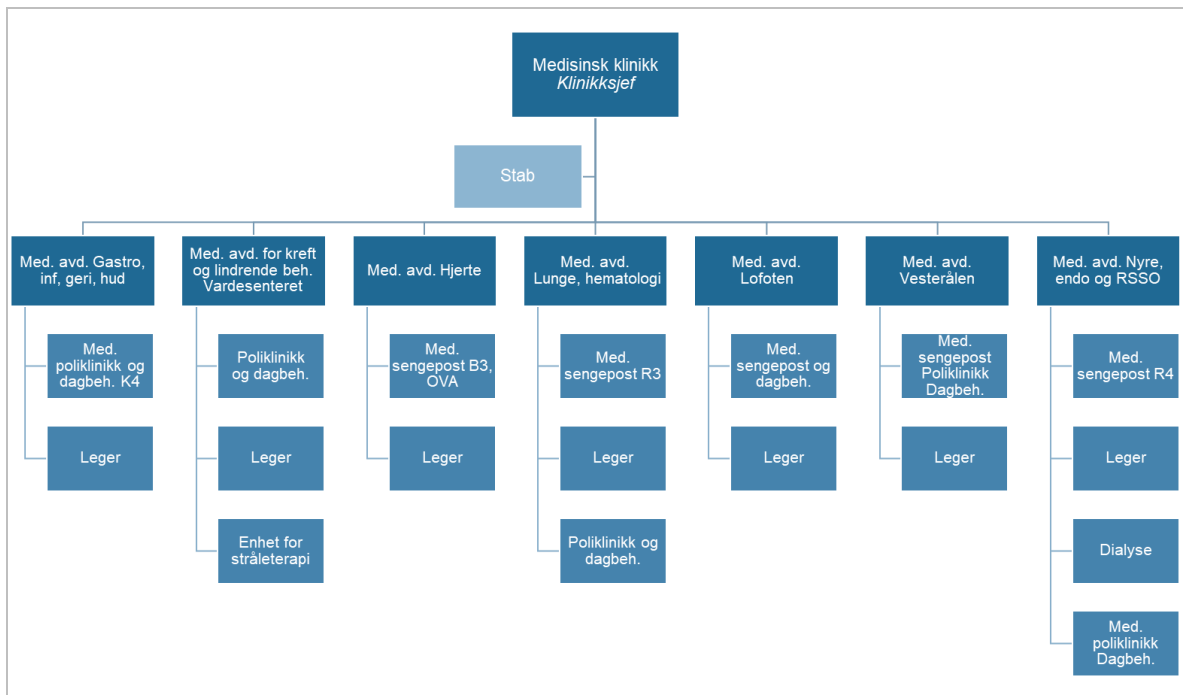 Medisinsk klinikk
Klinikksjef
Stab
Med. avd. Gastro,
inf, geri, hud
Med. avd. for kreft
og lindrende beh.
Vardesenteret
Med. avd. Hjerte
Med. avd.
Lunge, hematologi
Med. avd.
Lofoten
Med. avd.
Vesterålen
Med. avd. Nyre,
endo og RSSO
Med.
poliklinikk og
dagbeh. K4
Leger
Poliklinikk
og dagbeh.
Leger
Enhet for
stråleterapi
Med.
sengepost B3,
OVA
Leger
Med.
sengepost R3
Leger
Poliklinikk og
dagbeh.
Med.
sengepost og
dagbeh.
Leger
Med.
sengepost
Poliklinikk
Dagbeh.
Leger
Med.
sengepost R4
Leger
Dialyse
Med.
poliklinikk
Dagbeh.